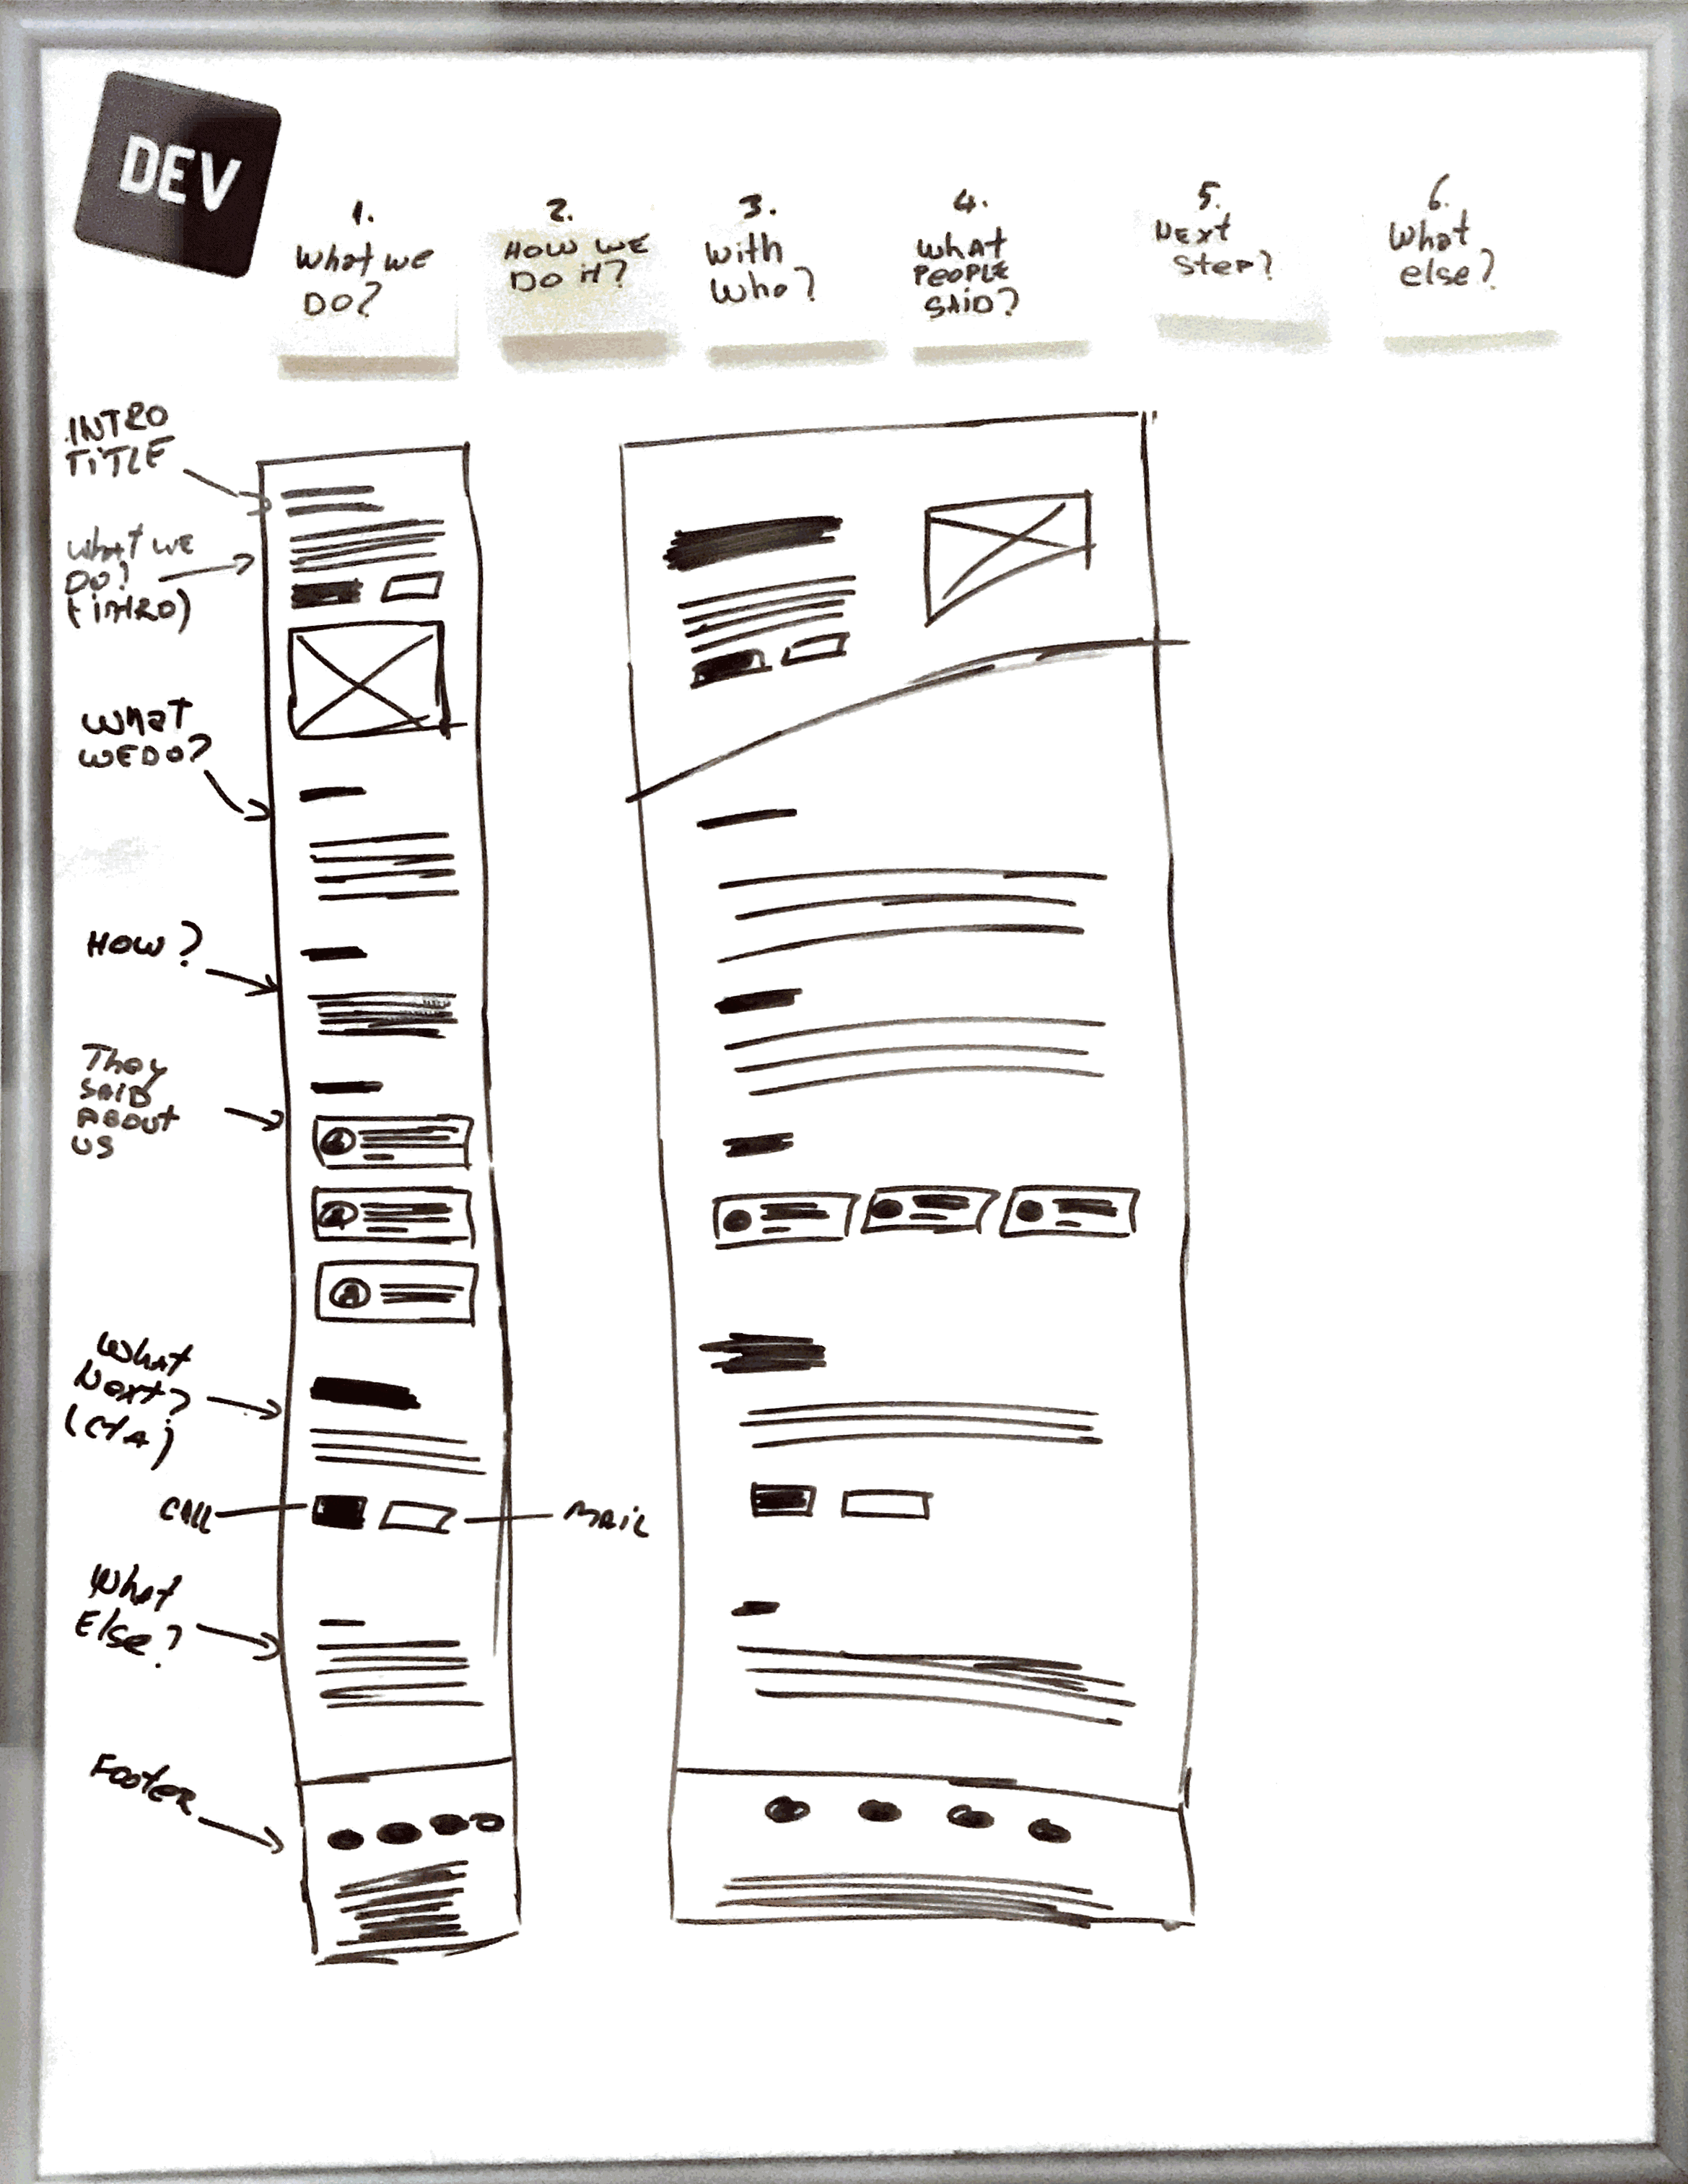 DEV
1.
What we
DO?
2.
HOW WE
DO it?
3.
With
Who?
4.
WHAT
PEOPLE
SAID?
5.
NEXT
STEP?
6.
What
else?
INTRO
TITLE
What WE
DO?
(INTRO)
What
WE DO?
HOW?
They
SAID
ABOUT
US
What
Next?
(CTA)
CALL
MAIL
What
Else?
Footer